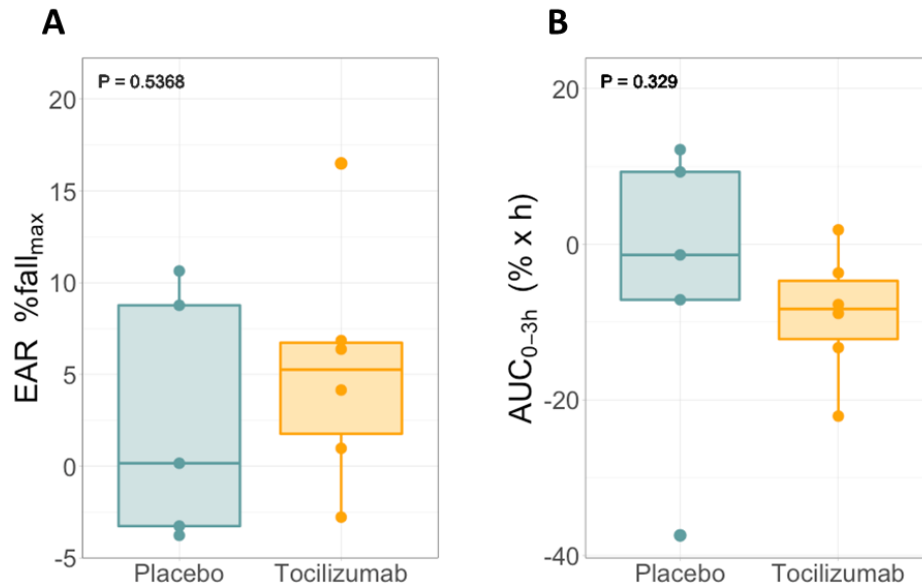 A
P = 0.5368
EAR %fallmax
20
15
10
5
0
-5
Placebo Tocilizumab
B
P = 0.329
AUC0–3h (% x h)
20
0
-20
-40
Placebo Tocilizumab